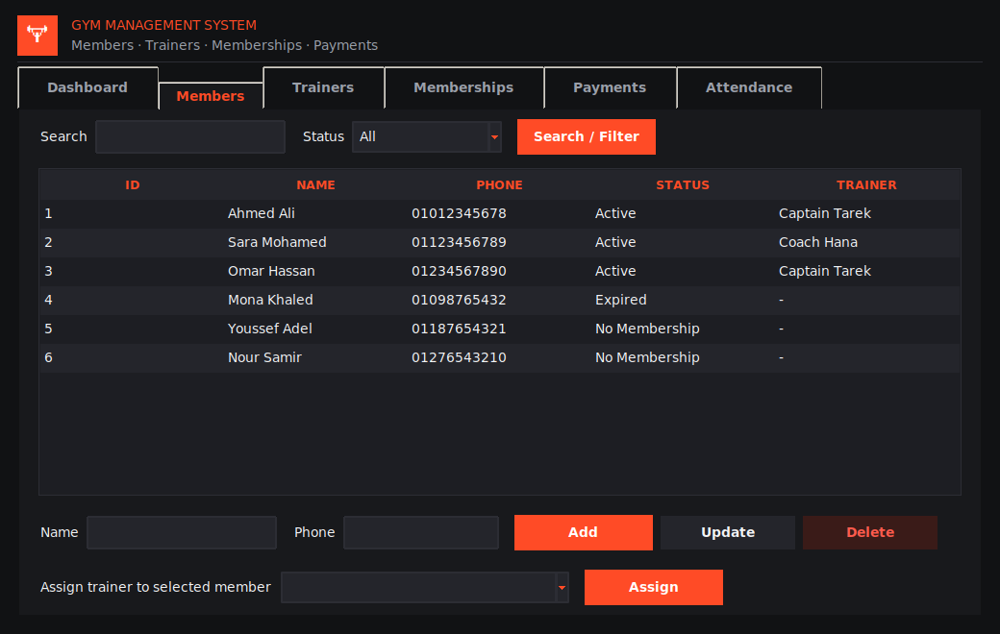 GYM MANAGEMENT SYSTEM
Members · Trainers · Memberships · Payments
Dashboard Members Trainers Memberships Payments Attendance
Search Status All Search / Filter
ID NAME PHONE STATUS TRAINER
1 Ahmed Ali 01012345678 Active Captain Tarek
2 Sara Mohamed 01123456789 Active Coach Hana
3 Omar Hassan 01234567890 Active Captain Tarek
4 Mona Khaled 01098765432 Expired -
5 Youssef Adel 01187654321 No Membership -
6 Nour Samir 01276543210 No Membership -
Name Phone Add Update Delete
Assign trainer to selected member Assign